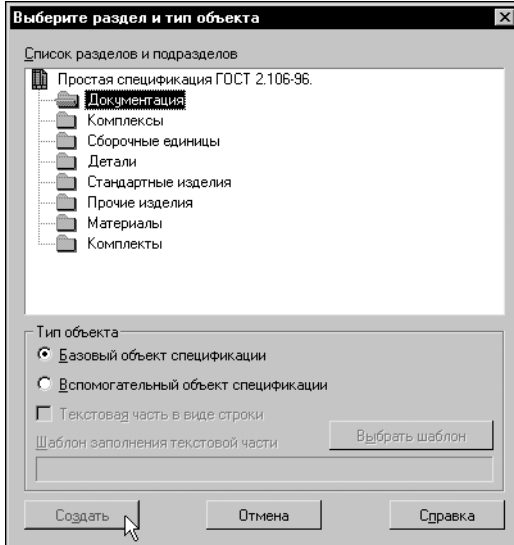 Выберите раздел и тип объекта
Список разделов и подразделов
Простая спецификация ГОСТ 2.106-96.
Документация
Комплексы
Сборочные единицы
Детали
Стандартные изделия
Прочие изделия
Материалы
Комплекты
Тип объекта
Базовый объект спецификации
Вспомогательный объект спецификации
Текстовая часть в виде строки
Шаблон заполнения текстовой части
Выбрать шаблон
Создать Отмена Справка